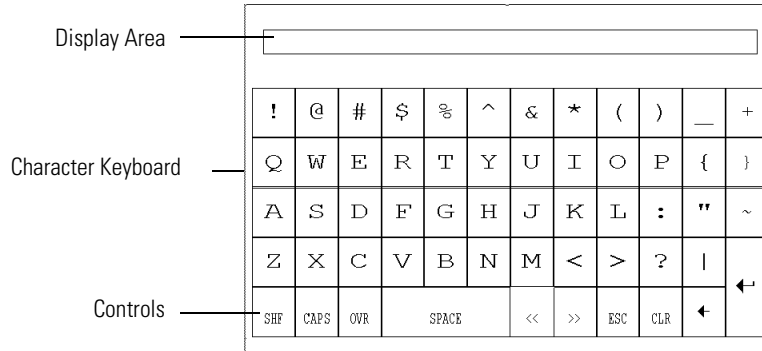 Display Area
! @ # $ % ^ & * ( ) _ +
Character Keyboard
Q W E R T Y U I O P { }
A S D F G H J K L : " ~
Z X C V B N M < > ? |
Controls
SHF CAPS OVR SPACE << >> ESC CLR